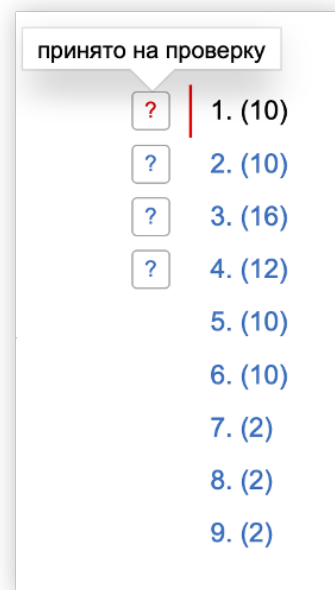 принято на проверку
? 1. (10)
? 2. (10)
? 3. (16)
? 4. (12)
5. (10)
6. (10)
7. (2)
8. (2)
9. (2)